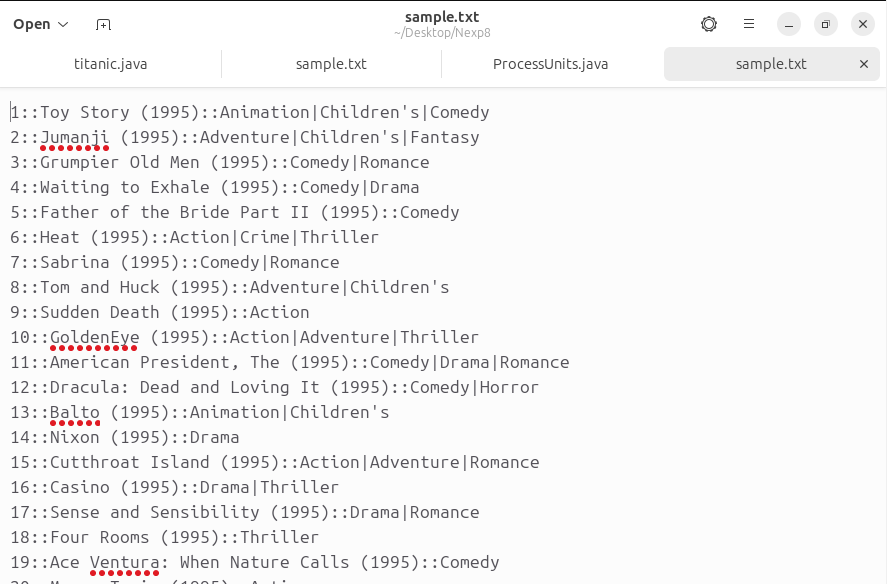 Open
sample.txt
~/Desktop/Nexp8
titanic.java
sample.txt
ProcessUnits.java
sample.txt
1::Toy Story (1995)::Animation|Children's|Comedy
2::Jumanji (1995)::Adventure|Children's|Fantasy
3::Grumpier Old Men (1995)::Comedy|Romance
4::Waiting to Exhale (1995)::Comedy|Drama
5::Father of the Bride Part II (1995)::Comedy
6::Heat (1995)::Action|Crime|Thriller
7::Sabrina (1995)::Comedy|Romance
8::Tom and Huck (1995)::Adventure|Children's
9::Sudden Death (1995)::Action
10::GoldenEye (1995)::Action|Adventure|Thriller
11::American President, The (1995)::Comedy|Drama|Romance
12::Dracula: Dead and Loving It (1995)::Comedy|Horror
13::Balto (1995)::Animation|Children's
14::Nixon (1995)::Drama
15::Cutthroat Island (1995)::Action|Adventure|Romance
16::Casino (1995)::Drama|Thriller
17::Sense and Sensibility (1995)::Drama|Romance
18::Four Rooms (1995)::Thriller
19::Ace Ventura: When Nature Calls (1995)::Comedy